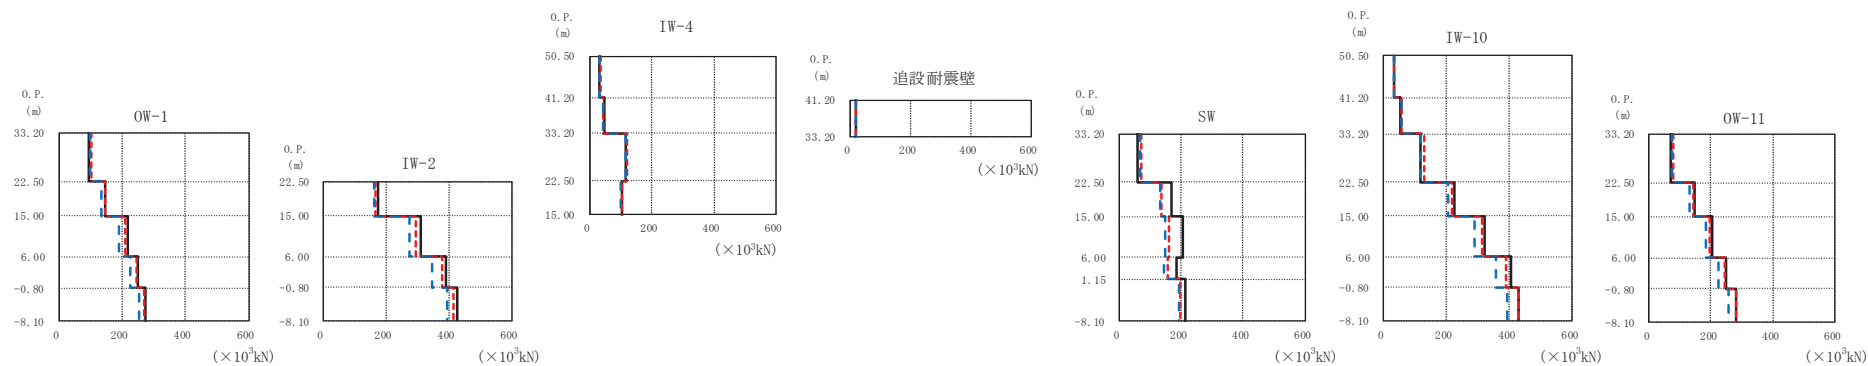 O.P.
(m)
OW-1
33.20
22.50
15.00
6.00
-0.80
-8.10
0
200
400
600
(×10³kN)
O.P.
(m)
IW-2
22.50
15.00
6.00
-0.80
-8.10
0
200
400
600
(×10³kN)
O.P.
(m)
IW-4
50.50
41.20
33.20
22.50
15.00
0
200
400
600
(×10³kN)
O.P.
(m)
追設耐震壁
41.20
33.20
0
200
400
600
(×10³kN)
O.P.
(m)
SW
33.20
22.50
15.00
6.00
1.15
-8.10
0
200
400
600
(×10³kN)
O.P.
(m)
IW-10
50.50
41.20
33.20
22.50
15.00
6.00
-0.80
-8.10
0
200
400
600
(×10³kN)
O.P.
(m)
OW-11
33.20
22.50
15.00
6.00
-0.80
-8.10
0
200
400
600
(×10³kN)